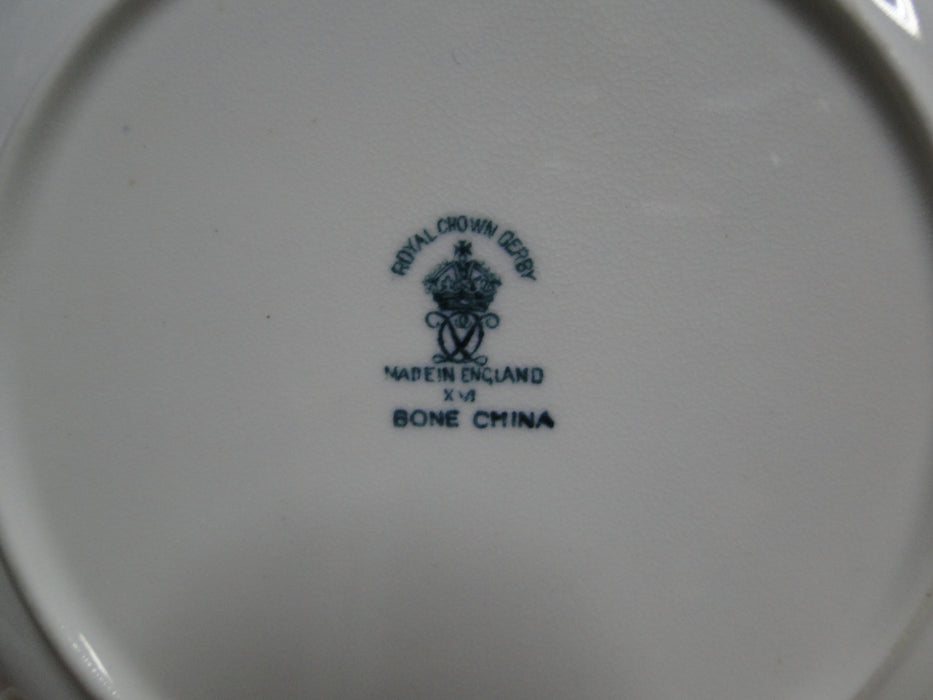 ROYAL CROWN DERBY
MADE IN ENGLAND
XVI
BONE CHINA